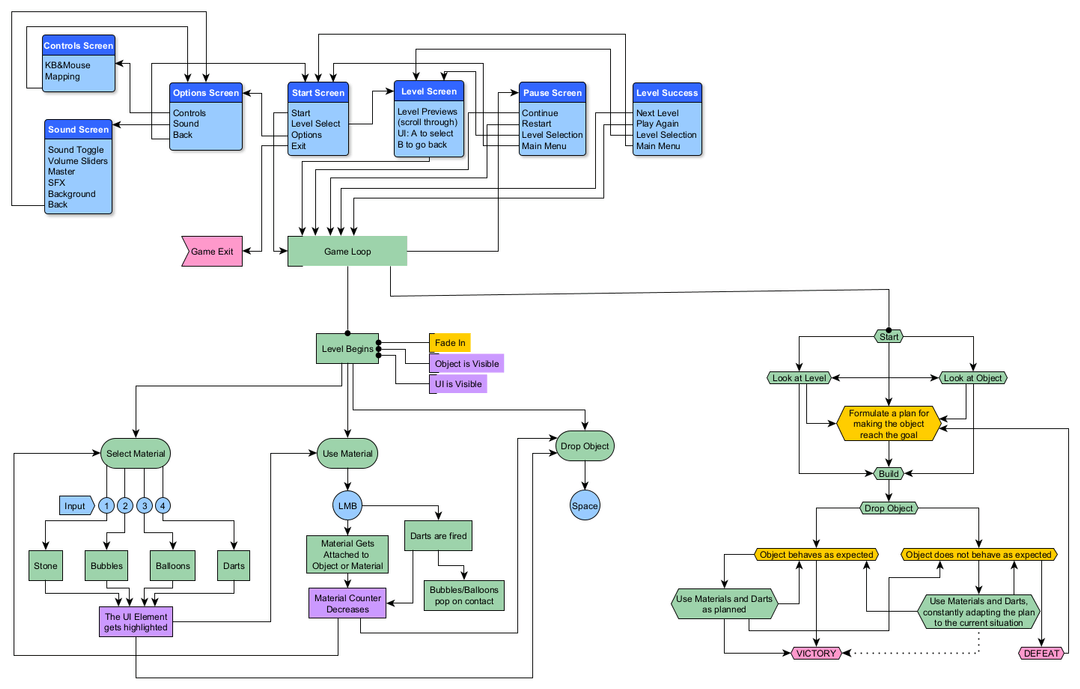 Controls Screen
KB&Mouse
Mapping
Options Screen
Controls
Sound
Back
Start Screen
Start
Level Select
Options
Exit
Level Screen
Level Previews
(scroll through)
UI: A to select
B to go back
Pause Screen
Continue
Restart
Level Selection
Main Menu
Level Success
Next Level
Play Again
Level Selection
Main Menu
Sound Screen
Sound Toggle
Volume Sliders
Master
SFX
Background
Back
Game Exit
Game Loop
Level Begins
Fade In
Object is Visible
UI is Visible
Select Material
Use Material
Drop Object
Input
1
2
3
4
LMB
Space
Stone
Bubbles
Balloons
Darts
Material Gets
Attached to
Object or Material
Darts are fired
Bubbles/Balloons
pop on contact
The UI Element
gets highlighted
Material Counter
Decreases
Start
Look at Level
Look at Object
Formulate a plan for
making the object
reach the goal
Build
Drop Object
Object behaves as expected
Object does not behave as expected
Use Materials and Darts
as planned
Use Materials and Darts,
constantly adapting the plan
to the current situation
VICTORY
DEFEAT